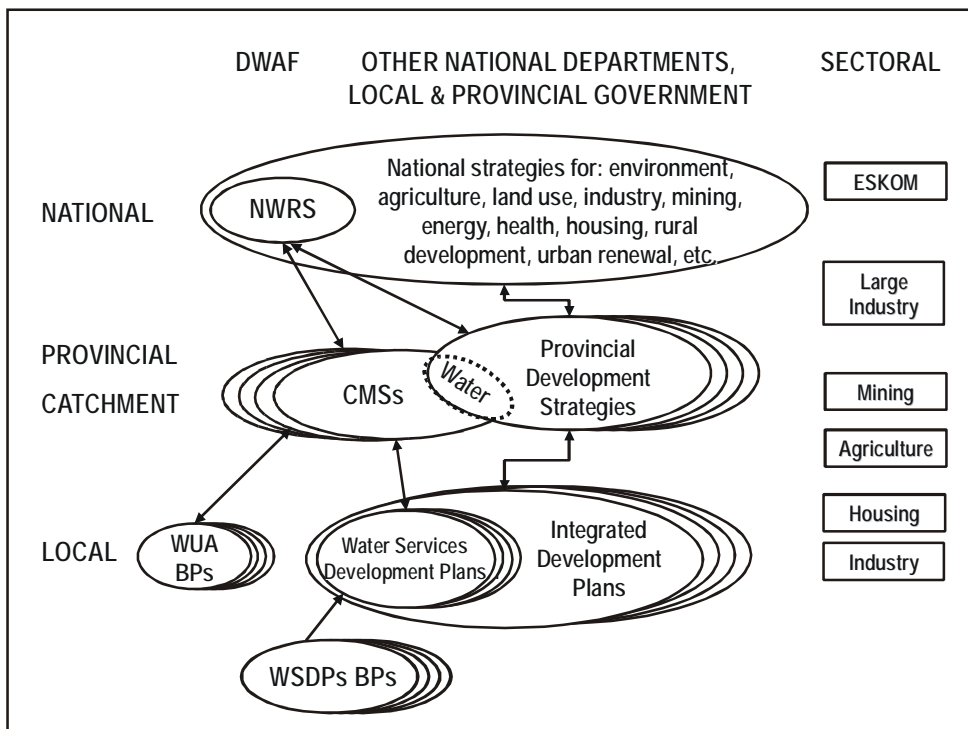 DWAF
OTHER NATIONAL DEPARTMENTS,
LOCAL & PROVINCIAL GOVERNMENT
SECTORAL
NATIONAL
NWRS
National strategies for: environment,
agriculture, land use, industry, mining,
energy, health, housing, rural
development, urban renewal, etc.
ESKOM
Large
Industry
PROVINCIAL
CATCHMENT
CMSs
Water
Provincial
Development
Strategies
Mining
Agriculture
LOCAL
WUA
BPs
Water Services
Development Plans
Integrated
Development
Plans
Housing
Industry
WSDPs BPs